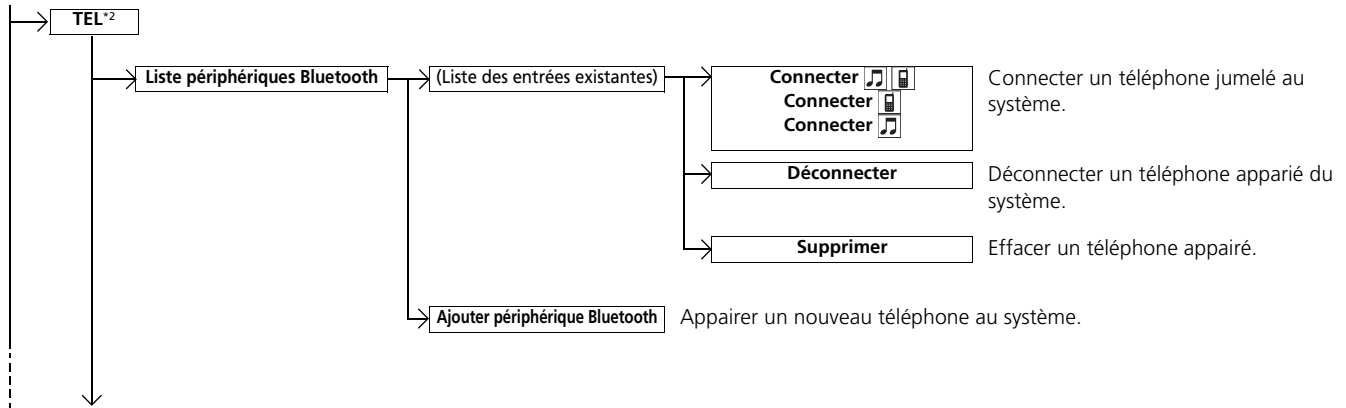 TEL*2
Liste périphériques Bluetooth
(Liste des entrées existantes)
Connecter
Connecter
Connecter
Connecter un téléphone jumelé au
système.
Déconnecter
Déconnecter un téléphone apparié du
système.
Supprimer
Effacer un téléphone appairé.
Ajouter périphérique Bluetooth
Appairer un nouveau téléphone au système.